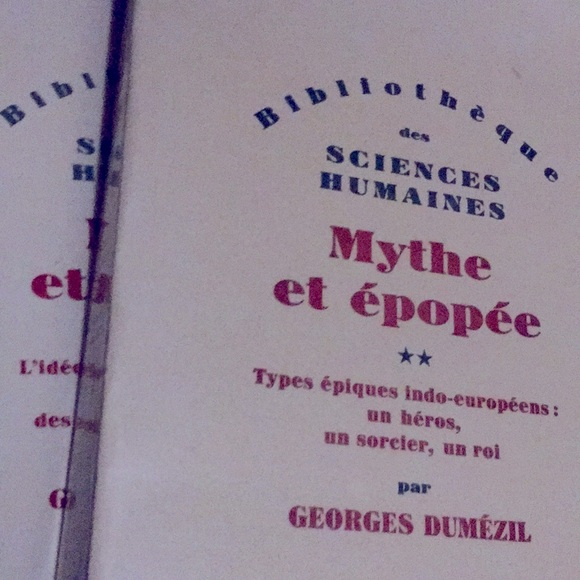 Bibl
et
L'idé
des
G
Bibliothèque
des
SCIENCES
HUMAINES
Mythe
et épopée
★★
Types épiques indo-européens :
un héros,
un sorcier, un roi
par
GEORGES DUMÉZIL